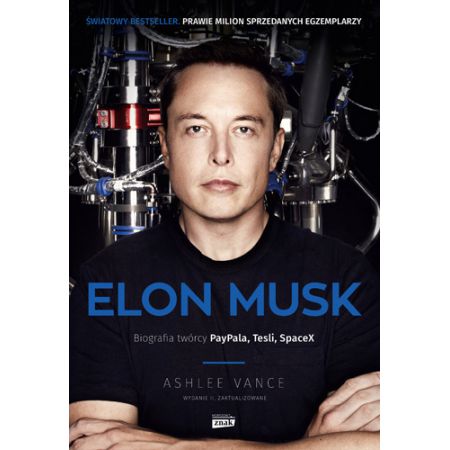 ŚWIATOWY BESTSELLER. PRAWIE MILION SPRZEDANYCH EGZEMPLARZY
ELON MUSK
Biografia twórcy PayPala, Tesli, SpaceX
ASHLEE VANCE
WYDANIE II, ZAKTUALIZOWANE
znak